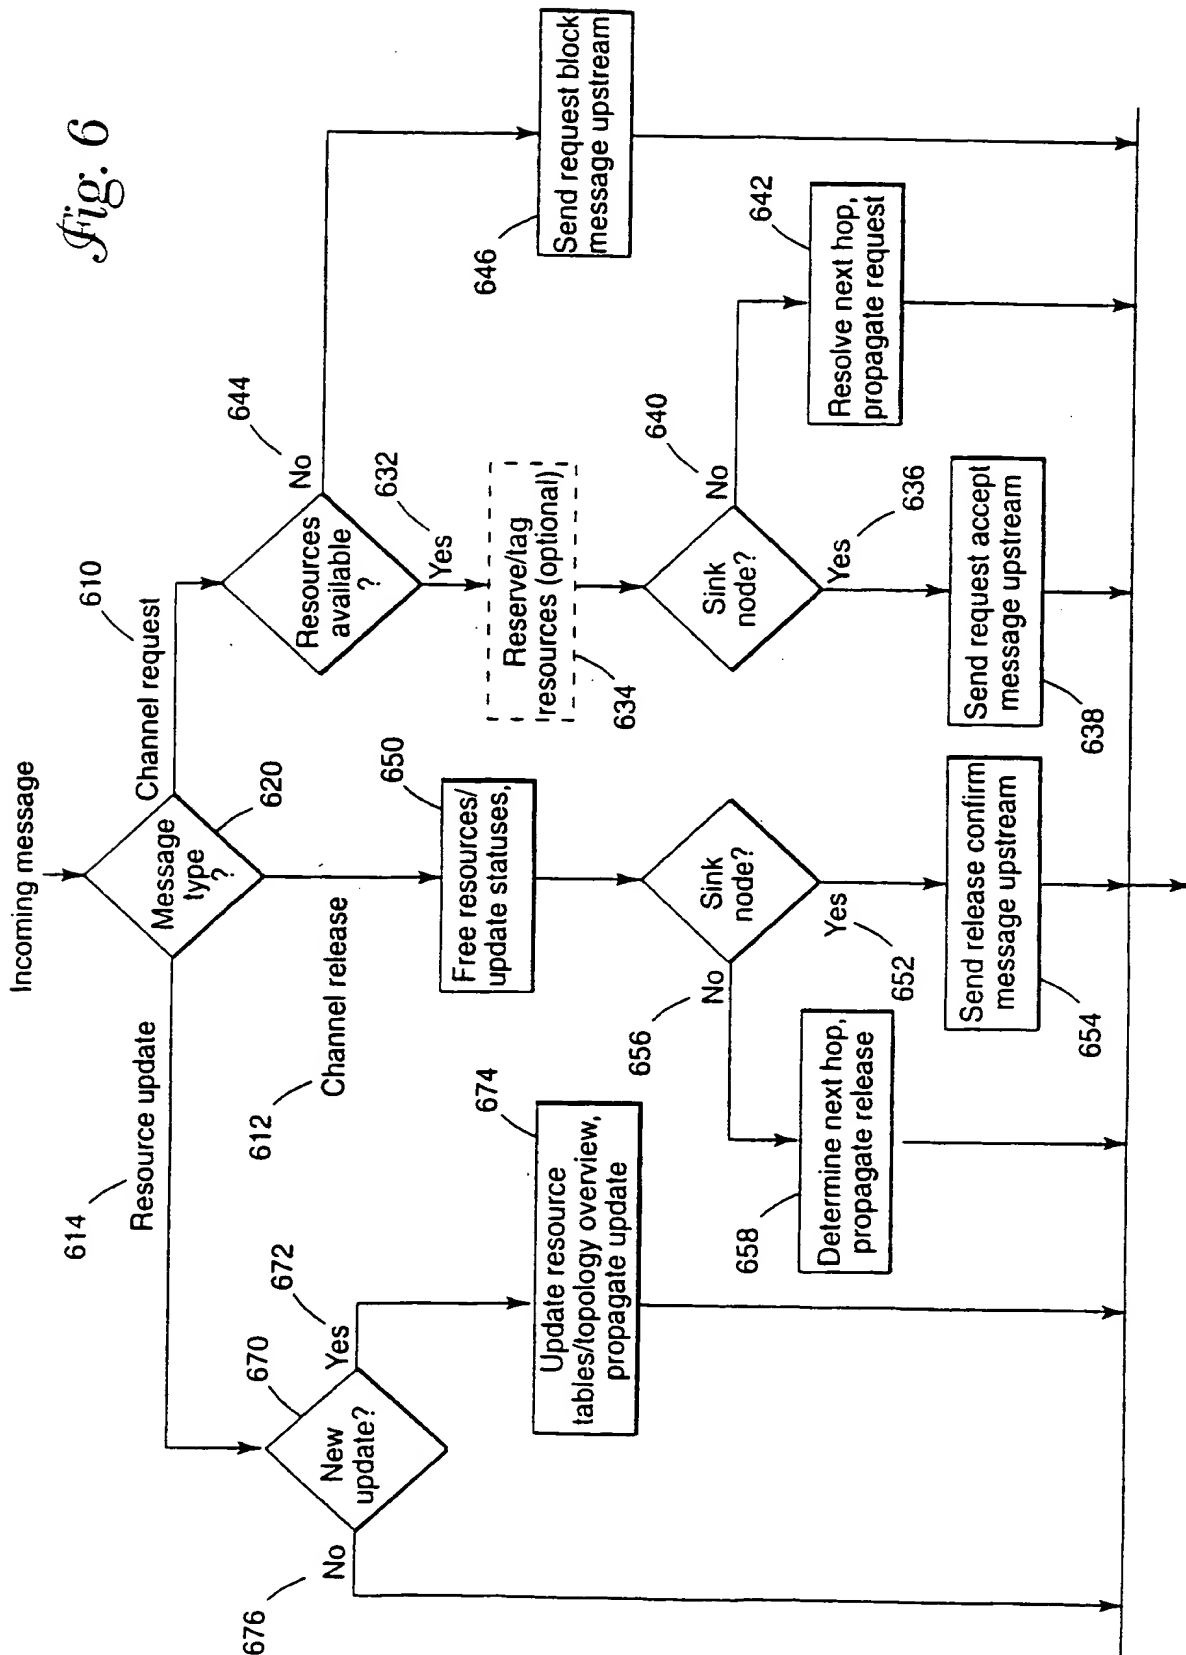 Fig. 6
Incoming message
Message
type
?
620
Resource update
614
Channel release
612
Channel request
610
New
update?
670
Yes
672
No
676
Update resource
tables/topology overview,
propagate update
674
Free resources/
update statuses,
650
Sink
node?
No
656
Yes
652
Determine next hop,
propagate release
658
Send release confirm
message upstream
654
Resources
available
?
No
644
Yes
632
Reserve/tag
resources (optional),
634
Sink
node?
No
640
Yes
636
Resolve next hop,
propagate request
642
Send request accept
message upstream
638
Send request block
message upstream
646